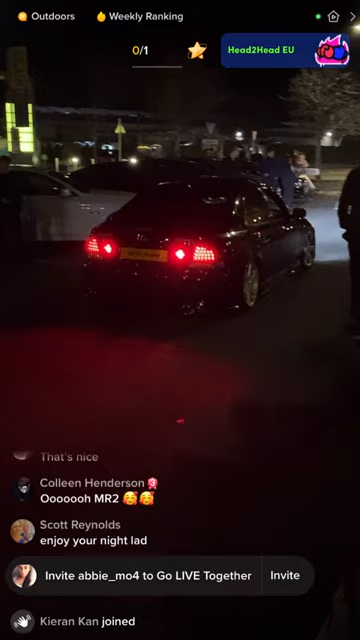 Outdoors
Weekly Ranking
0/1
Head2Head EU
That's nice
Colleen Henderson
Ooooooh MR2 🥰🥰
Scott Reynolds
enjoy your night lad
Invite abbie_mo4 to Go LIVE Together
Invite
Kieran Kan joined